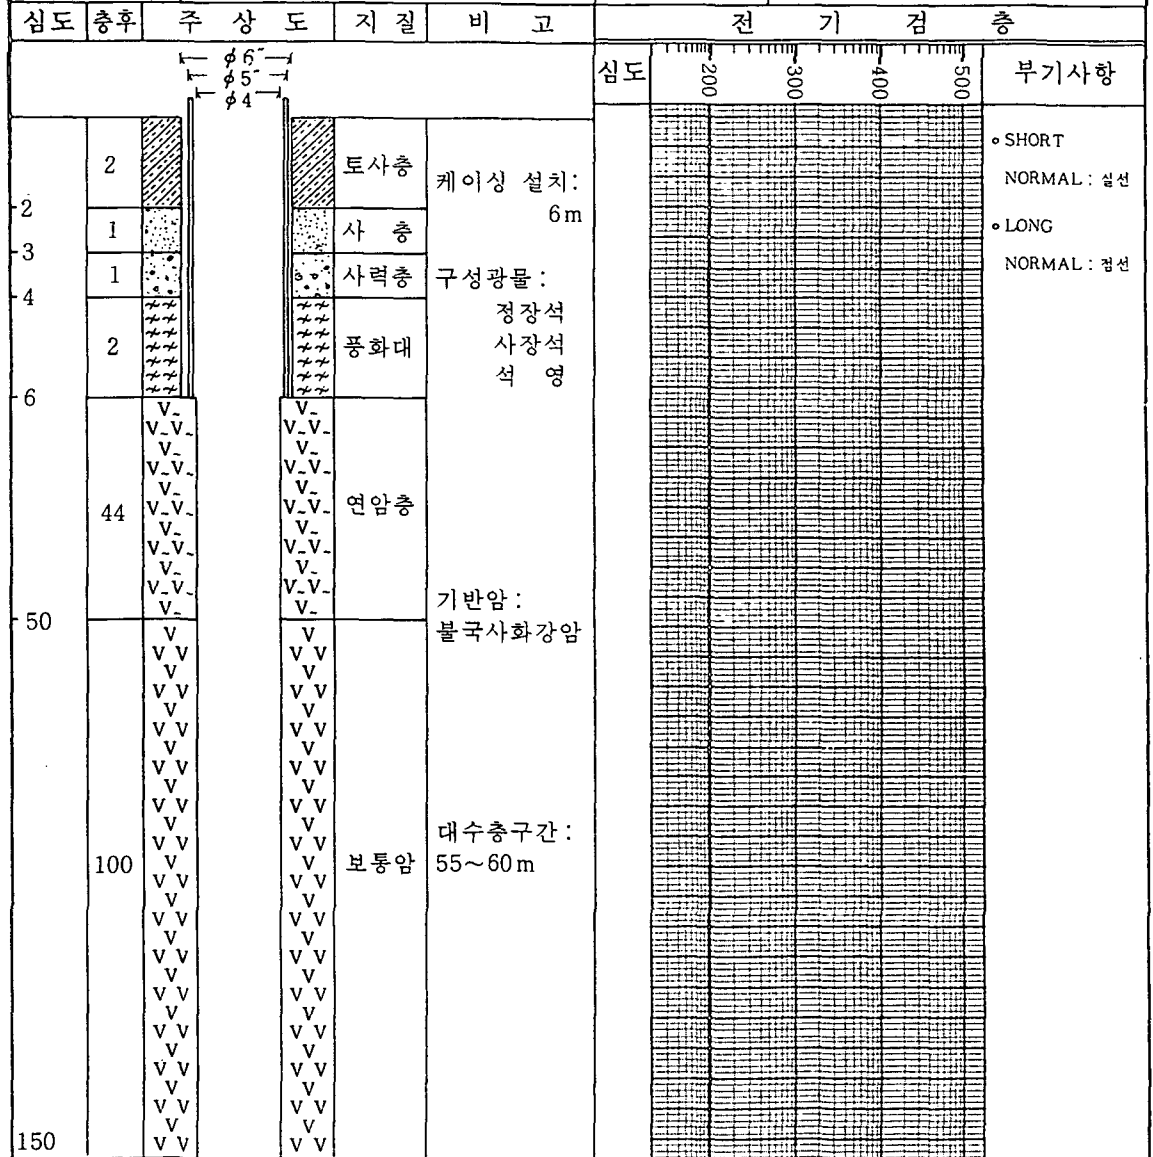 심도 층후 주 상 도 지 질 비 고 전 기 검 층
φ6″
φ5″
φ4
심도 200 300 400 500 부기사항
2 토사층
케이싱 설치:
6m
2
1 사 층
3
1 사력층
4
구성광물:
정장석
사장석
석 영
2 풍화대
6
44 연암층
50
기반암:
불국사화강암
100 보통암
대수층구간:
55~60m
150
∘ SHORT
NORMAL: 실선
∘ LONG
NORMAL: 점선